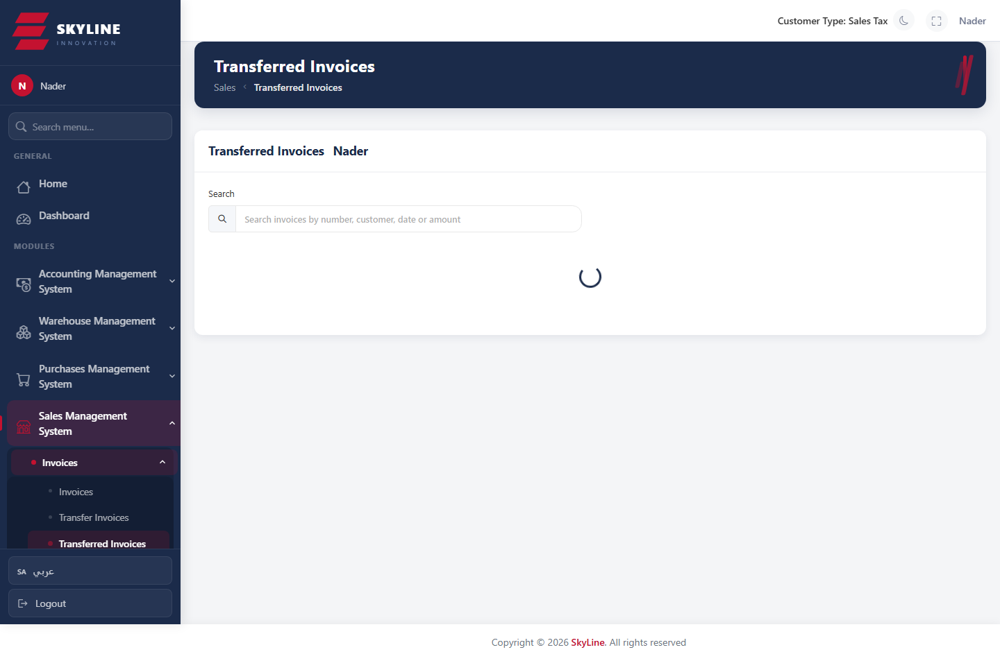 SKYLINE
INNOVATION
N Nader
Search menu...
GENERAL
Home
Dashboard
MODULES
Accounting Management
System
Warehouse Management
System
Purchases Management
System
Sales Management
System
Invoices
Invoices
Transfer Invoices
Transferred Invoices
SA عربي
Logout
Customer Type: Sales Tax
Nader
Transferred Invoices
Sales
Transferred Invoices
Transferred Invoices Nader
Search
Search invoices by number, customer, date or amount
Copyright © 2026 SkyLine. All rights reserved